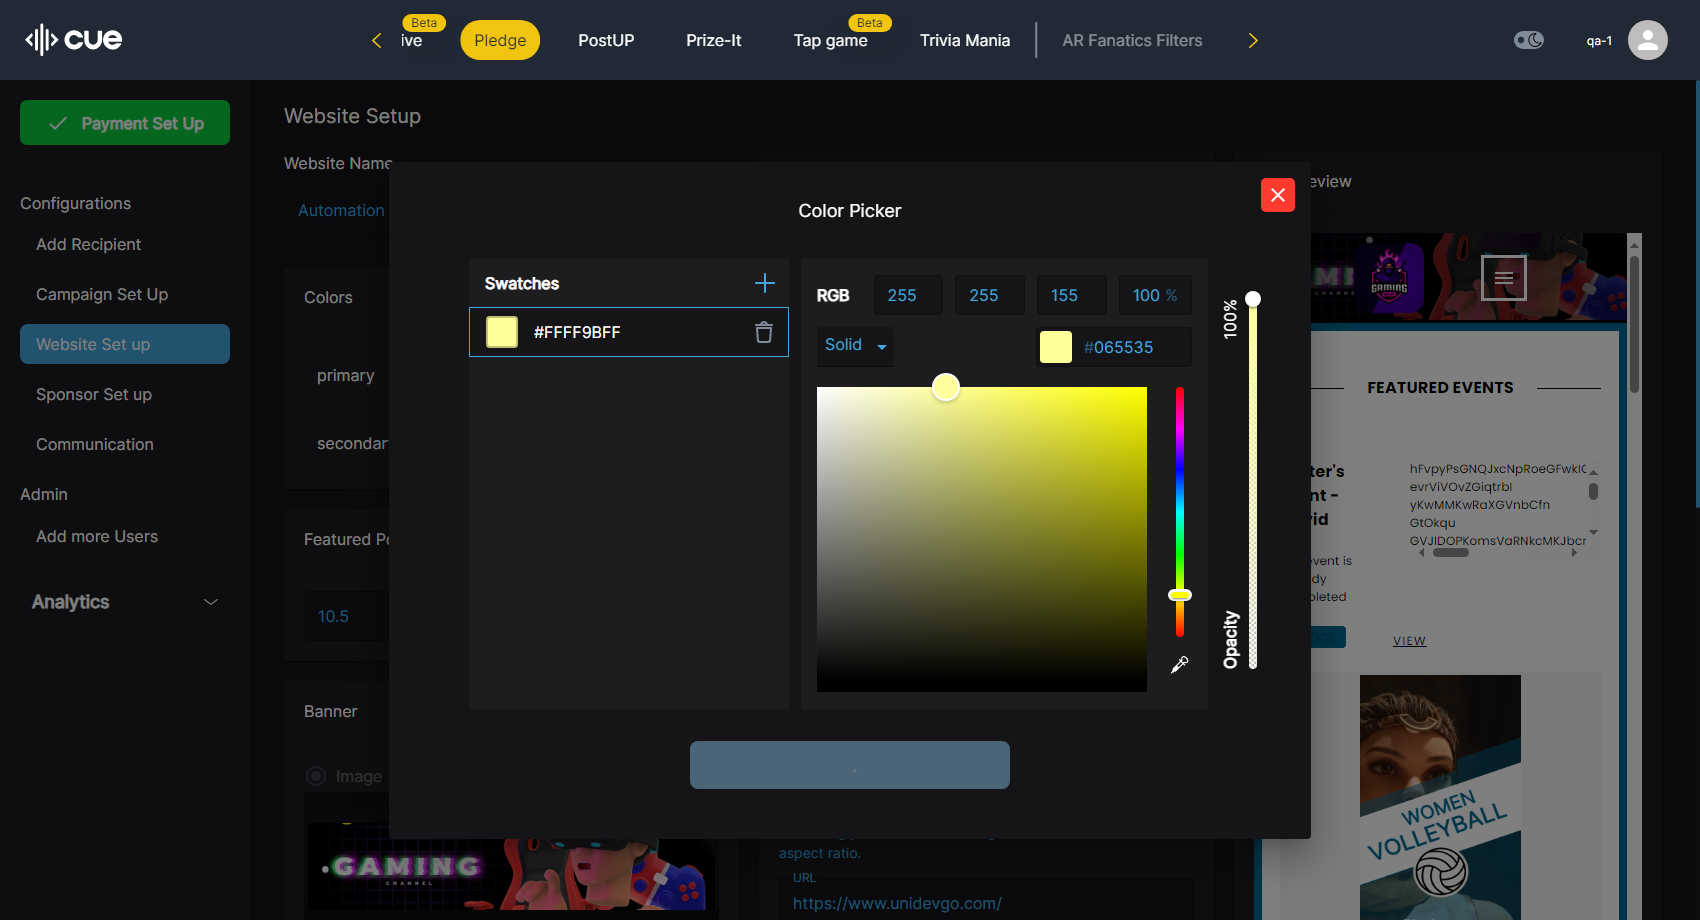 cue
Beta
ive
Pledge
PostUP
Prize-It
Beta
Tap game
Trivia Mania
AR Fanatics Filters
qa-1
Payment Set Up
Configurations
Add Recipient
Campaign Set Up
Website Set up
Sponsor Set up
Communication
Admin
Add more Users
Analytics
Website Setup
Website Name
Automation
Colors
primary
secondar
Featured Po
10.5
Banner
Image
GAMING
CHANNEL
Color Picker
Swatches
#FFFF9BFF
RGB
255
255
155
100 %
Solid
#065535
100%
Opacity
aspect ratio.
URL
https://www.unidevgo.com/
eview
GAMING
FEATURED EVENTS
ter's
nt -
rid
hFvpyPsGNQJxcNpRoeGFwkIG
evrViVOvZGiqtrbl
yKwMMKwRaXGVnbCfn
GtOkqu
GVJIDOPKomsVaRNkcMKJbcr
event is
dy
pleted
VIEW
WOMEN
VOLLEYBALL